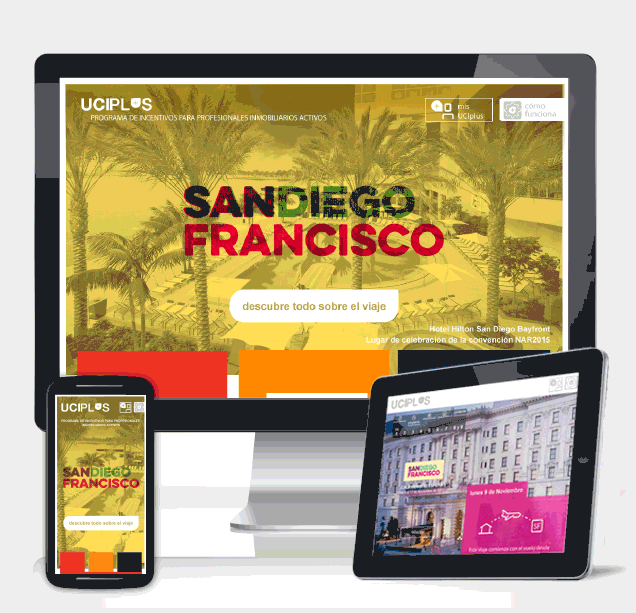 UCIPLUS
PROGRAMA DE INCENTIVOS PARA PROFESIONALES INMOBILIARIOS ACTIVOS
mis
UCIplus
cómo
funciona
SANDIEGO
FRANCISCO
descubre todo sobre el viaje
Hotel Hilton San Diego Bayfront
Lugar de celebración de la convención NAR2015
UCIPLUS
PROGRAMA DE INCENTIVOS PARA PROFESIONALES
INMOBILIARIOS ACTIVOS
SANDIEGO
FRANCISCO
descubre todo sobre el viaje
UCIPLUS
SANDIEGO
FRANCISCO
lunes 9 de Noviembre
SF
Este viaje comienza con el vuelo desde